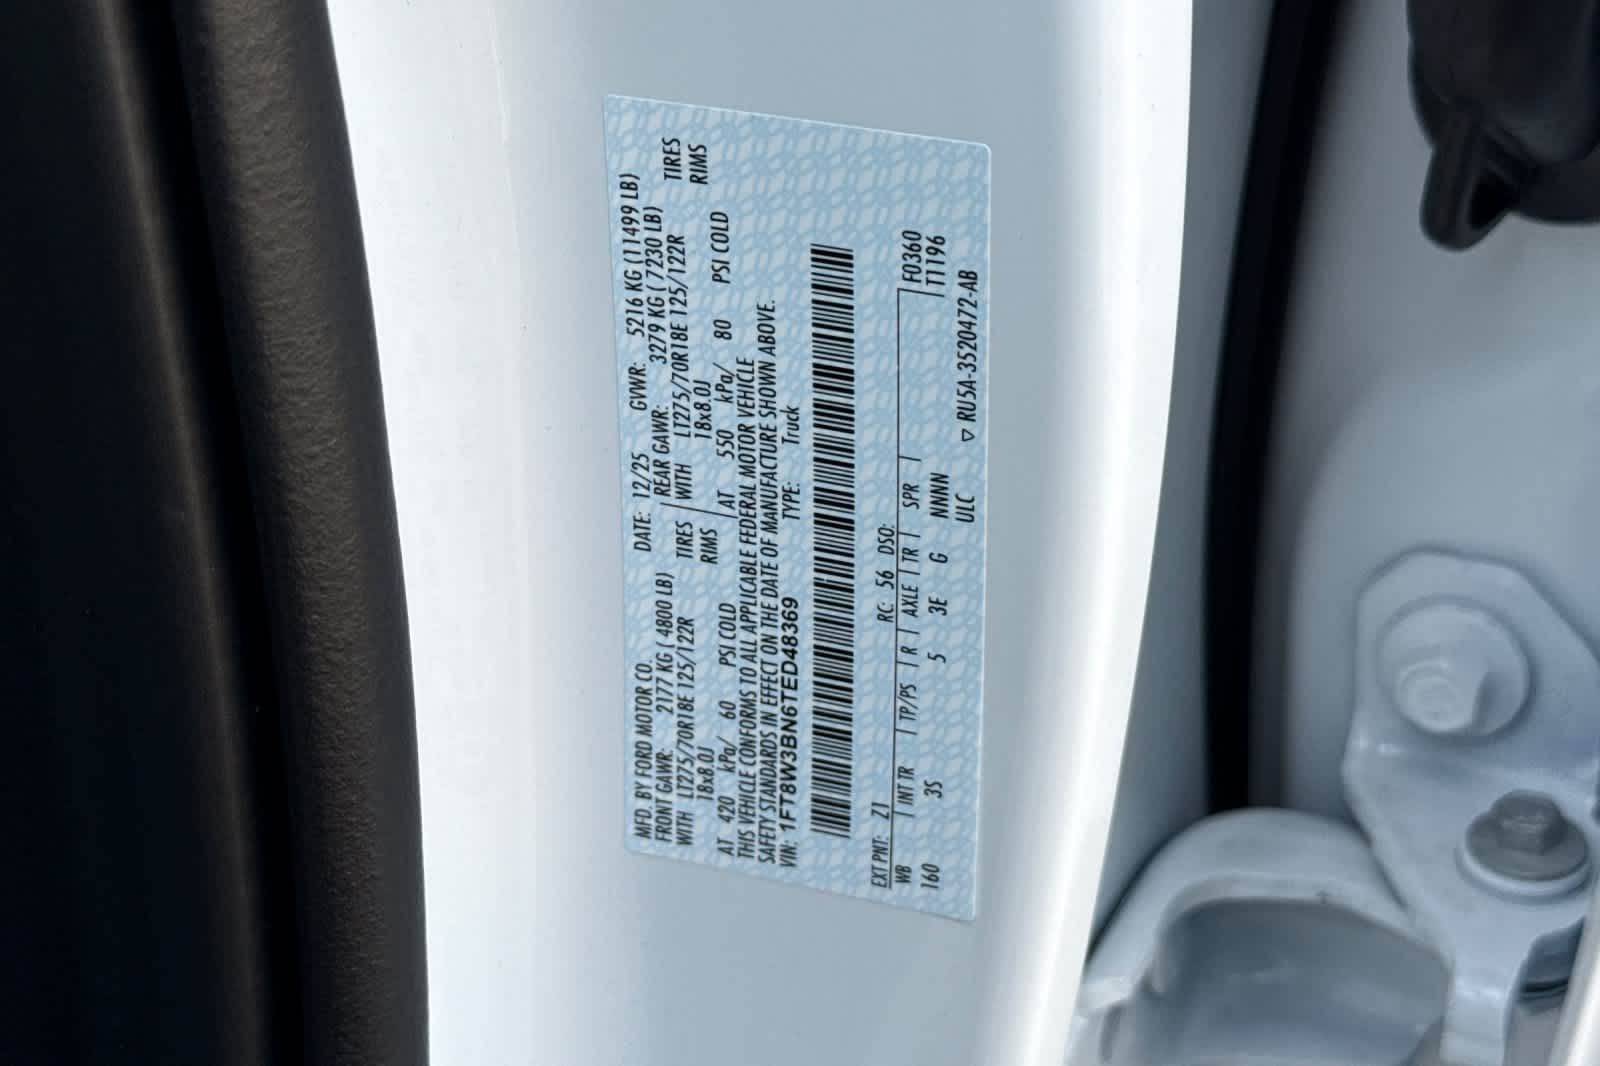 MFD. BY FORD MOTOR CO. DATE: 12/25 GVWR: 5216 KG (11499 LB)
FRONT GAWR: 2177 KG ( 4800 LB) REAR GAWR: 3279 KG ( 7230 LB)
WITH LT275/70R18E 125/122R TIRES WITH LT275/70R18E 125/122R TIRES
18x8.0J RIMS 18x8.0J RIMS
AT 420 kPa/ 60 PSI COLD AT 550 kPa/ 80 PSI COLD
THIS VEHICLE CONFORMS TO ALL APPLICABLE FEDERAL MOTOR VEHICLE
SAFETY STANDARDS IN EFFECT ON THE DATE OF MANUFACTURE SHOWN ABOVE.
VIN: 1FT8W3BN6TED48369 TYPE: Truck
EXT PNT: Z1 RC: 56 DSO:
WB INT TR TP/PS R AXLE TR SPR F0360
160 3S 5 3E G NNNN T1196
ULC ▽ RU5A-3520472-AB